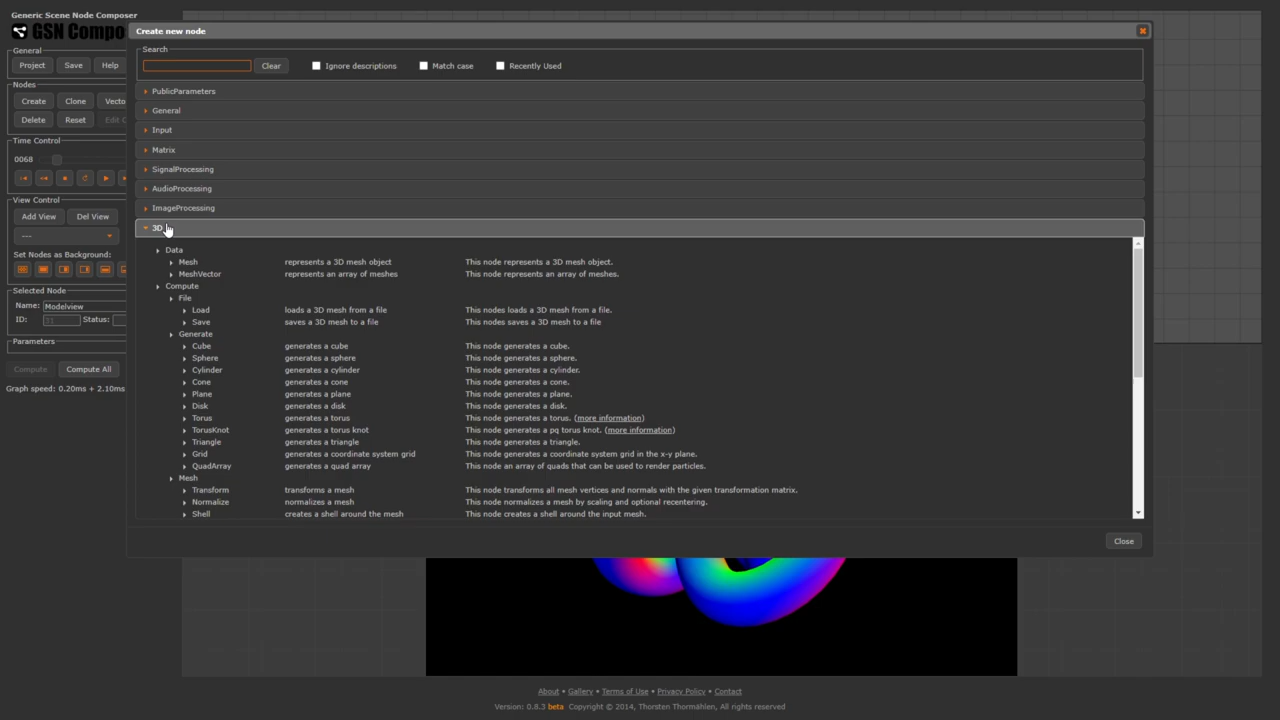 Generic Scene Node Composer
GSN Compo
General
Project Save Help
Nodes
Create Clone Vecto
Delete Reset Edit C
Time Control
0068
View Control
Add View Del View
---
Set Nodes as Background:
Selected Node
Name: Modelview
ID: 31 Status:
Parameters
Compute Compute All
Graph speed: 0.20ms + 2.10ms
Create new node
Search
Clear Ignore descriptions Match case Recently Used
PublicParameters
General
Input
Matrix
SignalProcessing
AudioProcessing
ImageProcessing
3D
Data
Mesh represents a 3D mesh object This node represents a 3D mesh object.
MeshVector represents an array of meshes This node represents an array of meshes.
Compute
File
Load loads a 3D mesh from a file This nodes loads a 3D mesh from a file.
Save saves a 3D mesh to a file This nodes saves a 3D mesh to a file
Generate
Cube generates a cube This node generates a cube.
Sphere generates a sphere This node generates a sphere.
Cylinder generates a cylinder This node generates a cylinder.
Cone generates a cone This node generates a cone.
Plane generates a plane This node generates a plane.
Disk generates a disk This node generates a disk.
Torus generates a torus This node generates a torus. (more information)
TorusKnot generates a torus knot This node generates a pq torus knot. (more information)
Triangle generates a triangle This node generates a triangle.
Grid generates a coordinate system grid This node generates a coordinate system grid in the x-y plane.
QuadArray generates a quad array This node an array of quads that can be used to render particles.
Mesh
Transform transforms a mesh This node transforms all mesh vertices and normals with the given transformation matrix.
Normalize normalizes a mesh This node normalizes a mesh by scaling and optional recentering.
Shell creates a shell around the mesh This node creates a shell around the input mesh.
Close
About • Gallery • Terms of Use • Privacy Policy • Contact
Version: 0.8.3 beta Copyright © 2014, Thorsten Thormählen, All rights reserved